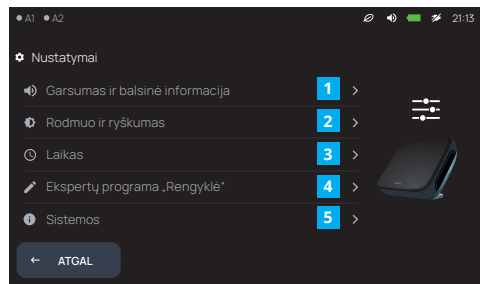 A1 A2 21:13
Nustatymai
Garsumas ir balsinė informacija 1
Rodmuo ir ryškumas 2
Laikas 3
Ekspertų programa „Rengyklė“ 4
Sistemos 5
ATGAL